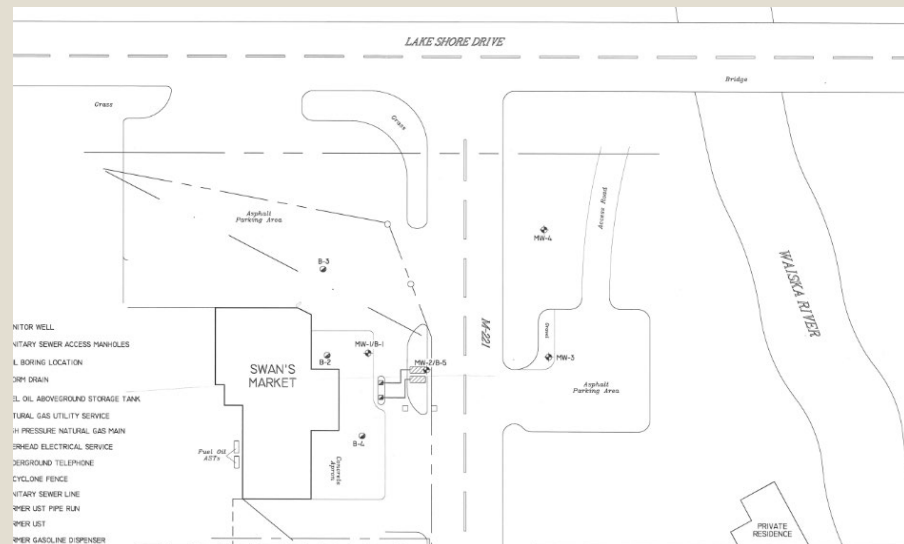 LAKE SHORE DRIVE
Bridge
Grass
Grass
Asphalt
Parking Area
Access Road
MW-4
B-3
WAISKA RIVER
M-221
Pond
NITOR WELL
NITARY SEWER ACCESS MANHOLES
IL BORING LOCATION
ORM DRAIN
EL OIL ABOVEGROUND STORAGE TANK
TURAL GAS UTILITY SERVICE
GH PRESSURE NATURAL GAS MAIN
ERHEAD ELECTRICAL SERVICE
DERGROUND TELEPHONE
CYCLONE FENCE
NITARY SEWER LINE
RMER UST PIPE RUN
RMER UST
RMER GASOLINE DISPENSER
SWAN'S
MARKET
MW-1/B-1
B-2
MW-2/B-5
MW-3
Asphalt
Parking Area
B-4
Fuel Oil
ASTs
Concrete
Apron
PRIVATE
RESIDENCE